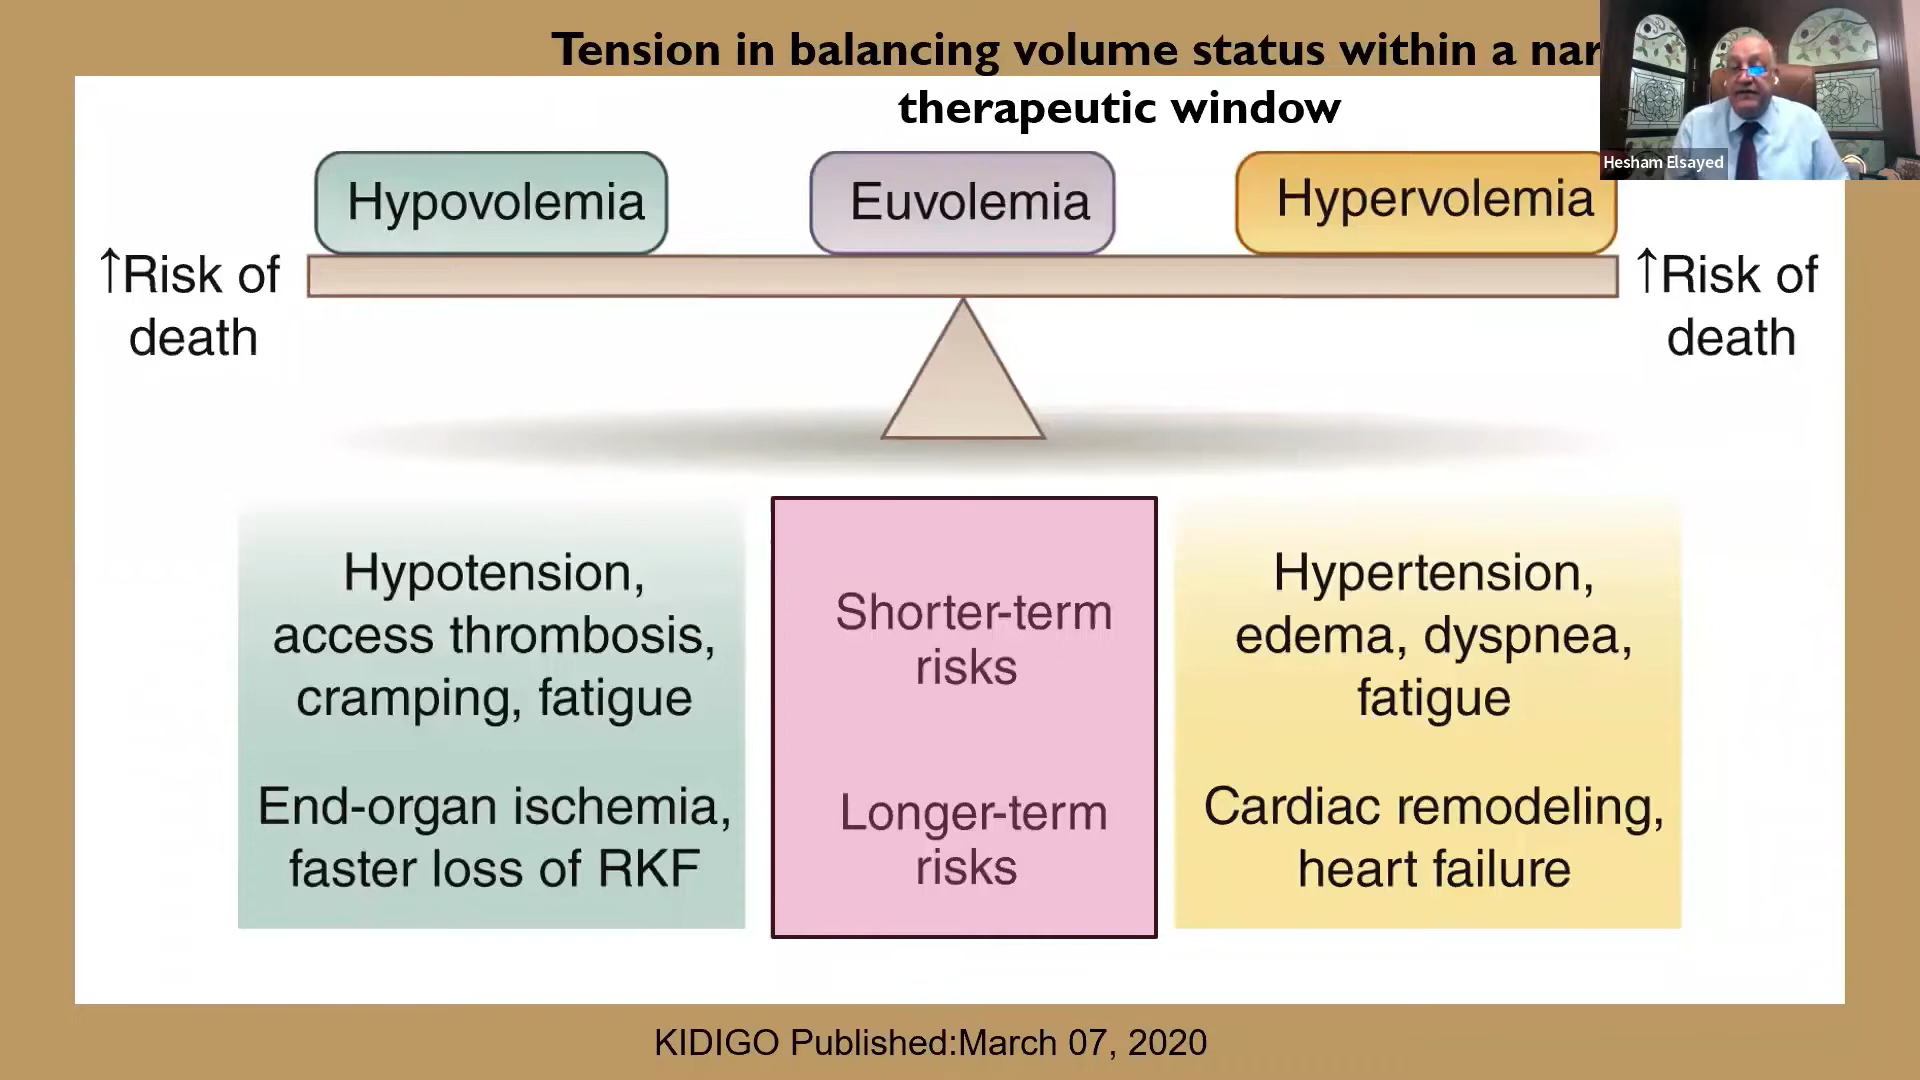 Tension in balancing volume status within a nar
therapeutic window
Hesham Elsayed
Hypovolemia
Euvolemia
Hypervolemia
↑Risk of
death
↑Risk of
death
Hypotension,
access thrombosis,
cramping, fatigue
End-organ ischemia,
faster loss of RKF
Shorter-term
risks
Longer-term
risks
Hypertension,
edema, dyspnea,
fatigue
Cardiac remodeling,
heart failure
KIDIGO Published:March 07, 2020